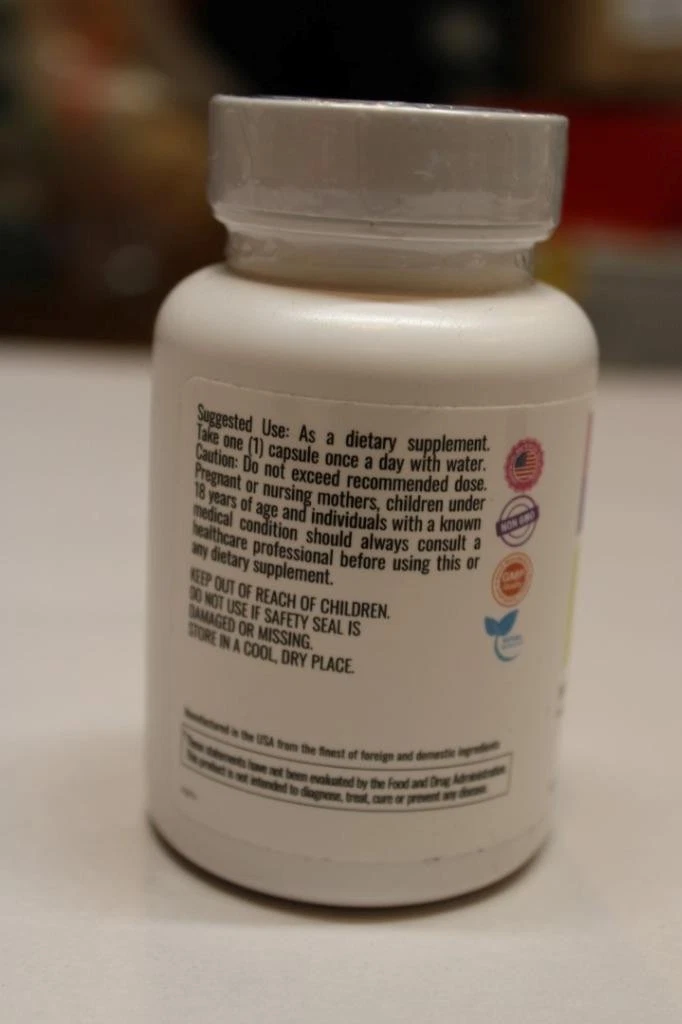 Suggested Use: As a dietary supplement.
Take one (1) capsule once a day with water.
Caution: Do not exceed recommended dose.
Pregnant or nursing mothers, children under
18 years of age and individuals with a known
medical condition should always consult a
healthcare professional before using this or
any dietary supplement.
KEEP OUT OF REACH OF CHILDREN.
DO NOT USE IF SAFETY SEAL IS
DAMAGED OR MISSING.
STORE IN A COOL, DRY PLACE.
NON GMO
GMP
Manufactured in the USA from the finest of foreign and domestic ingredients
*These statements have not been evaluated by the Food and Drug Administration.
This product is not intended to diagnose, treat, cure or prevent any disease.